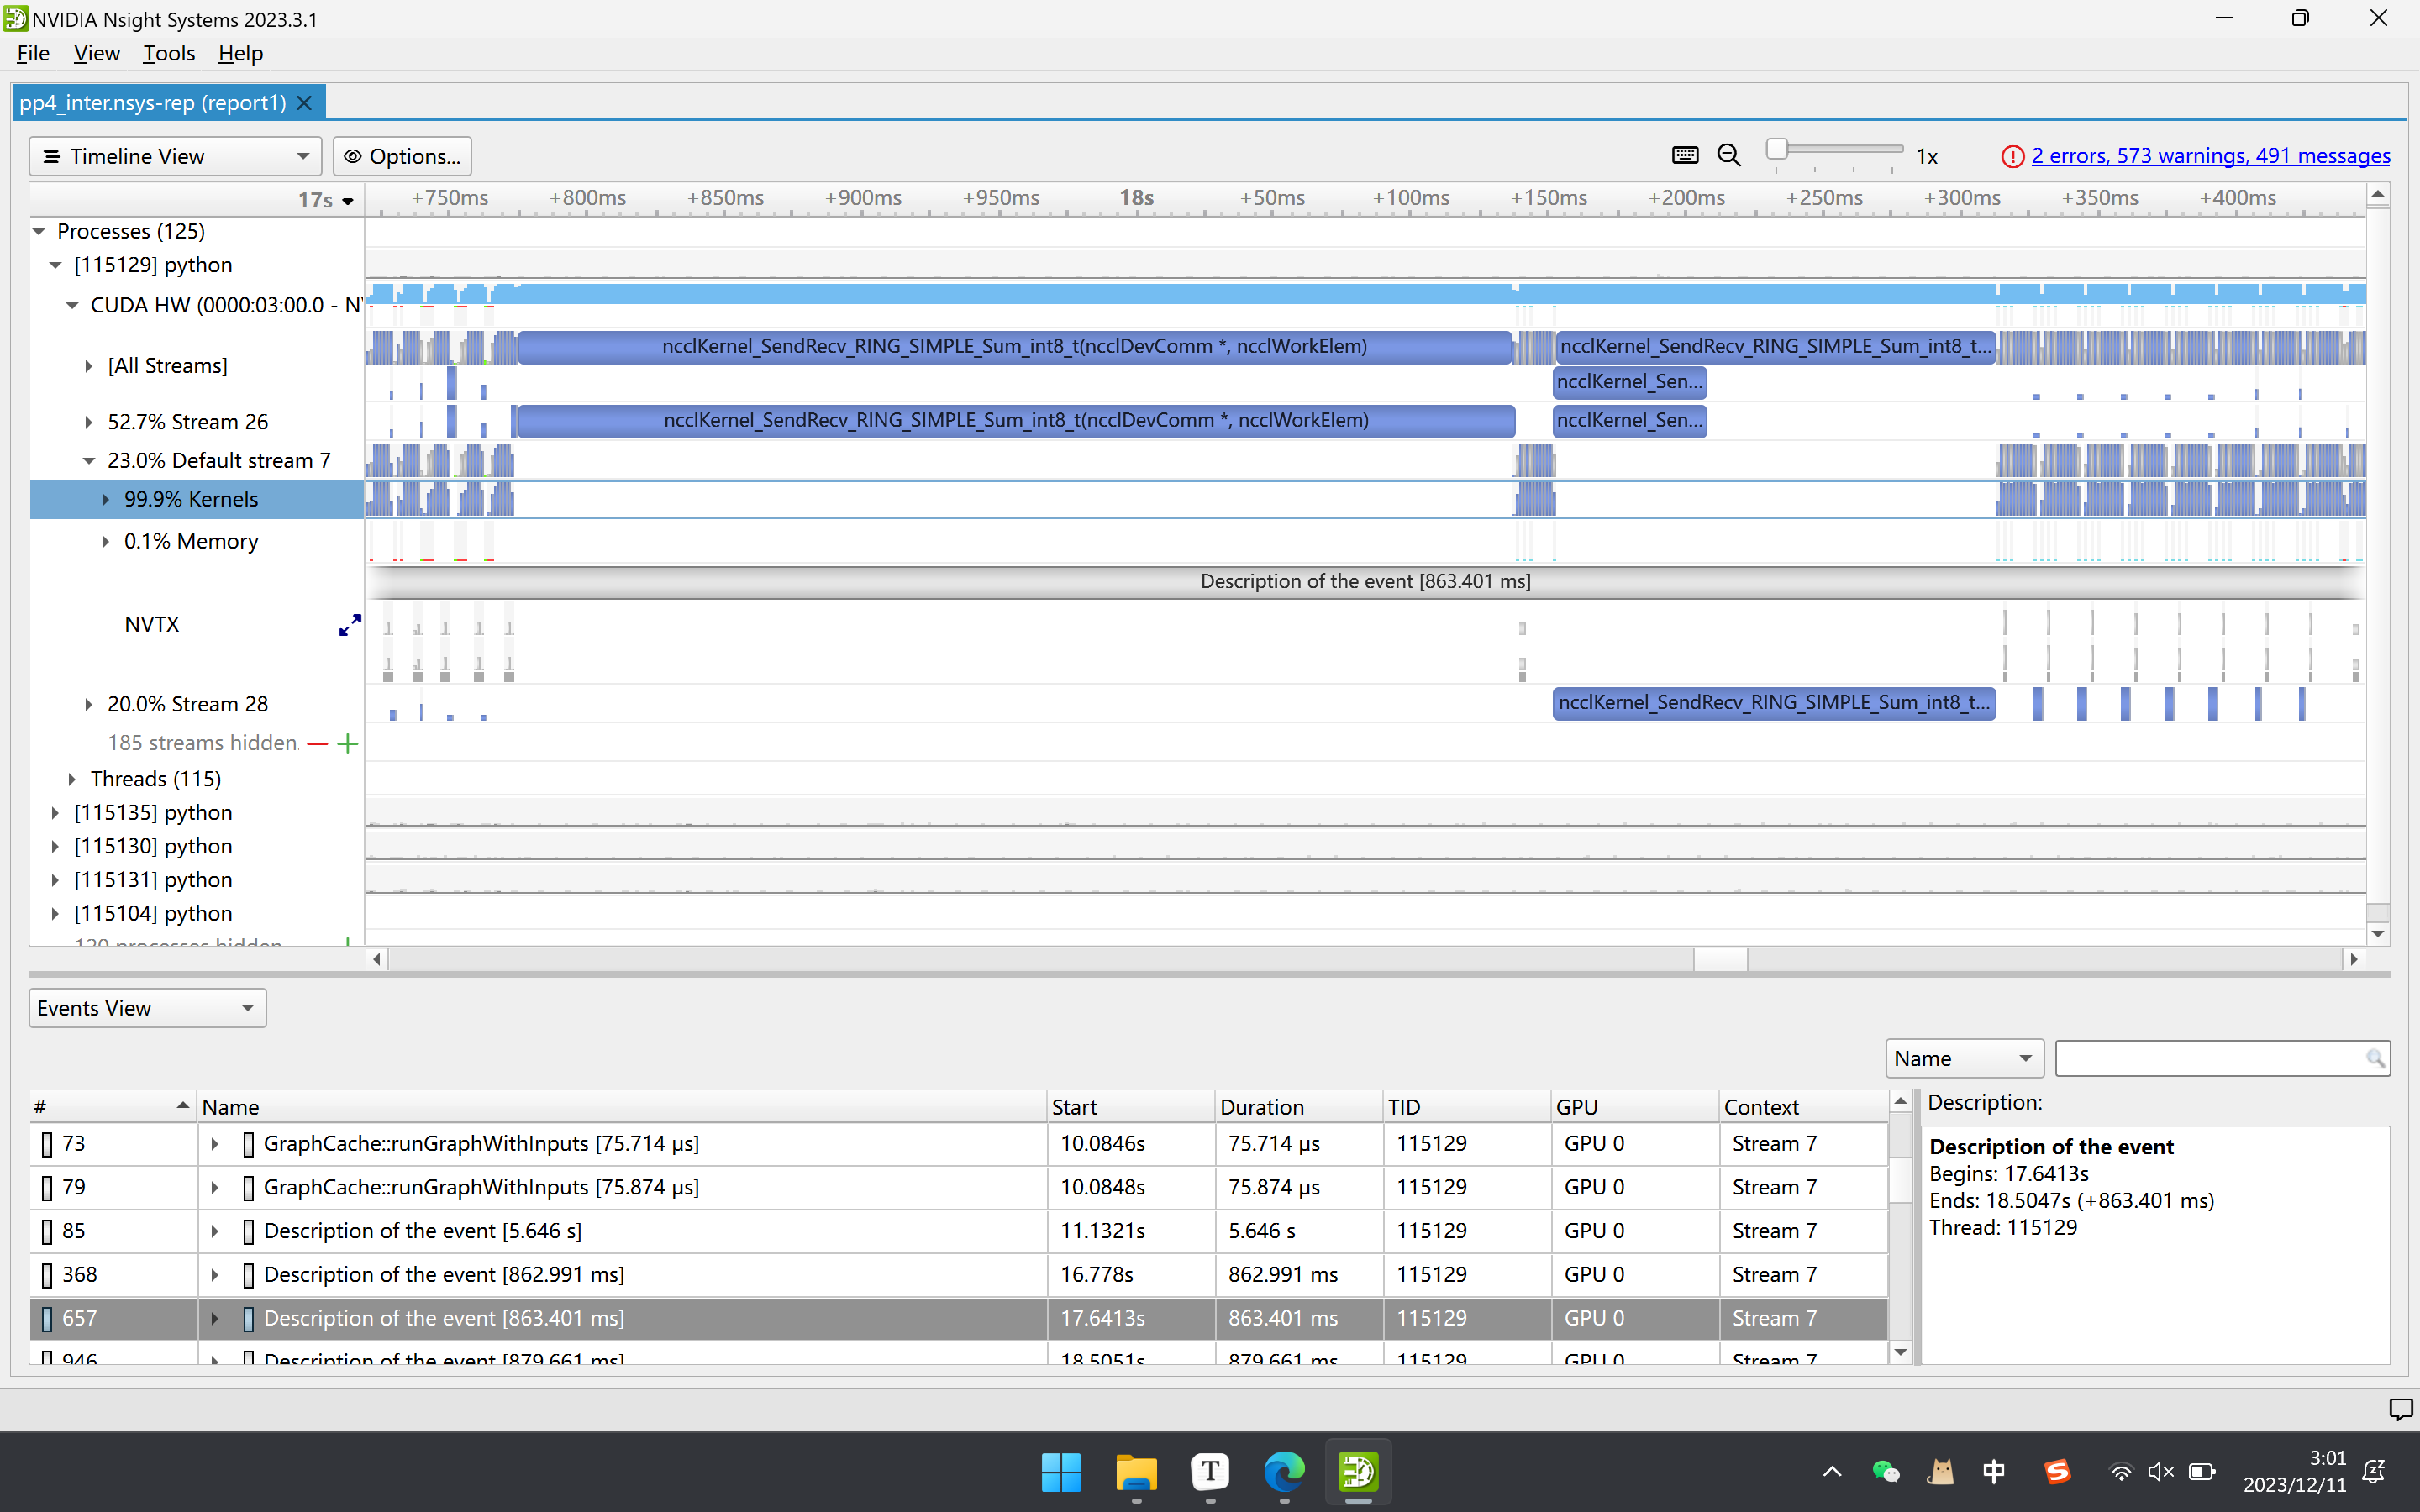 NVIDIA Nsight Systems 2023.3.1
File View Tools Help
pp4_inter.nsys-rep (report1)
Timeline View
Options...
1x
2 errors, 573 warnings, 491 messages
17s
+750ms +800ms +850ms +900ms +950ms 18s +50ms +100ms +150ms +200ms +250ms +300ms +350ms +400ms
Processes (125)
[115129] python
CUDA HW (0000:03:00.0 - N
[All Streams]
ncclKernel_SendRecv_RING_SIMPLE_Sum_int8_t(ncclDevComm *, ncclWorkElem)
ncclKernel_SendRecv_RING_SIMPLE_Sum_int8_t...
ncclKernel_Sen...
52.7% Stream 26
ncclKernel_SendRecv_RING_SIMPLE_Sum_int8_t(ncclDevComm *, ncclWorkElem)
ncclKernel_Sen...
23.0% Default stream 7
99.9% Kernels
0.1% Memory
Description of the event [863.401 ms]
NVTX
20.0% Stream 28
ncclKernel_SendRecv_RING_SIMPLE_Sum_int8_t...
185 streams hidden.
Threads (115)
[115135] python
[115130] python
[115131] python
[115104] python
120 processes hidden
Events View
Name
# Name Start Duration TID GPU Context
73 GraphCache::runGraphWithInputs [75.714 μs] 10.0846s 75.714 μs 115129 GPU 0 Stream 7
79 GraphCache::runGraphWithInputs [75.874 μs] 10.0848s 75.874 μs 115129 GPU 0 Stream 7
85 Description of the event [5.646 s] 11.1321s 5.646 s 115129 GPU 0 Stream 7
368 Description of the event [862.991 ms] 16.778s 862.991 ms 115129 GPU 0 Stream 7
657 Description of the event [863.401 ms] 17.6413s 863.401 ms 115129 GPU 0 Stream 7
946 Description of the event [879.661 ms] 18.5051s 879.661 ms 115129 GPU 0 Stream 7
Description:
Description of the event
Begins: 17.6413s
Ends: 18.5047s (+863.401 ms)
Thread: 115129
T
中
S
3:01
2023/12/11